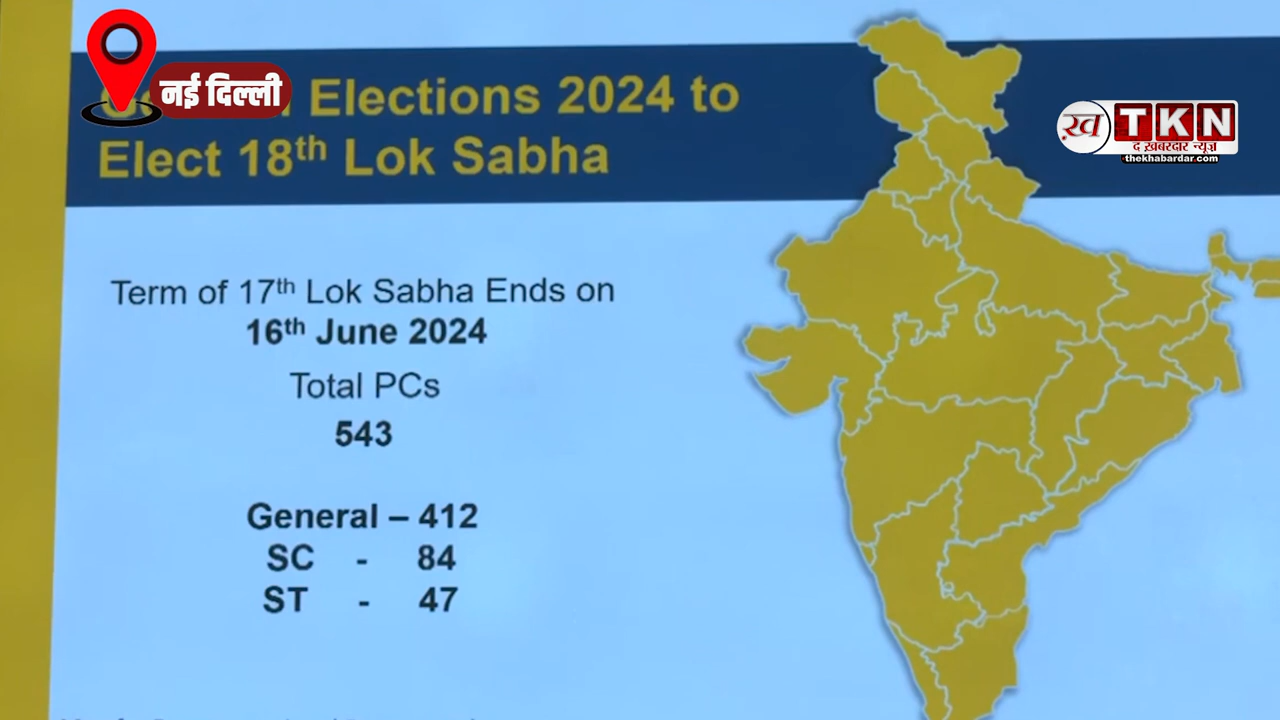 नई दिल्ली
Elections 2024 to
Elect 18th Lok Sabha
ख
TKN
द ख़बरदार न्यूज़
thekhabardar.com
Term of 17th Lok Sabha Ends on
16th June 2024
Total PCs
543
General – 412
SC - 84
ST - 47